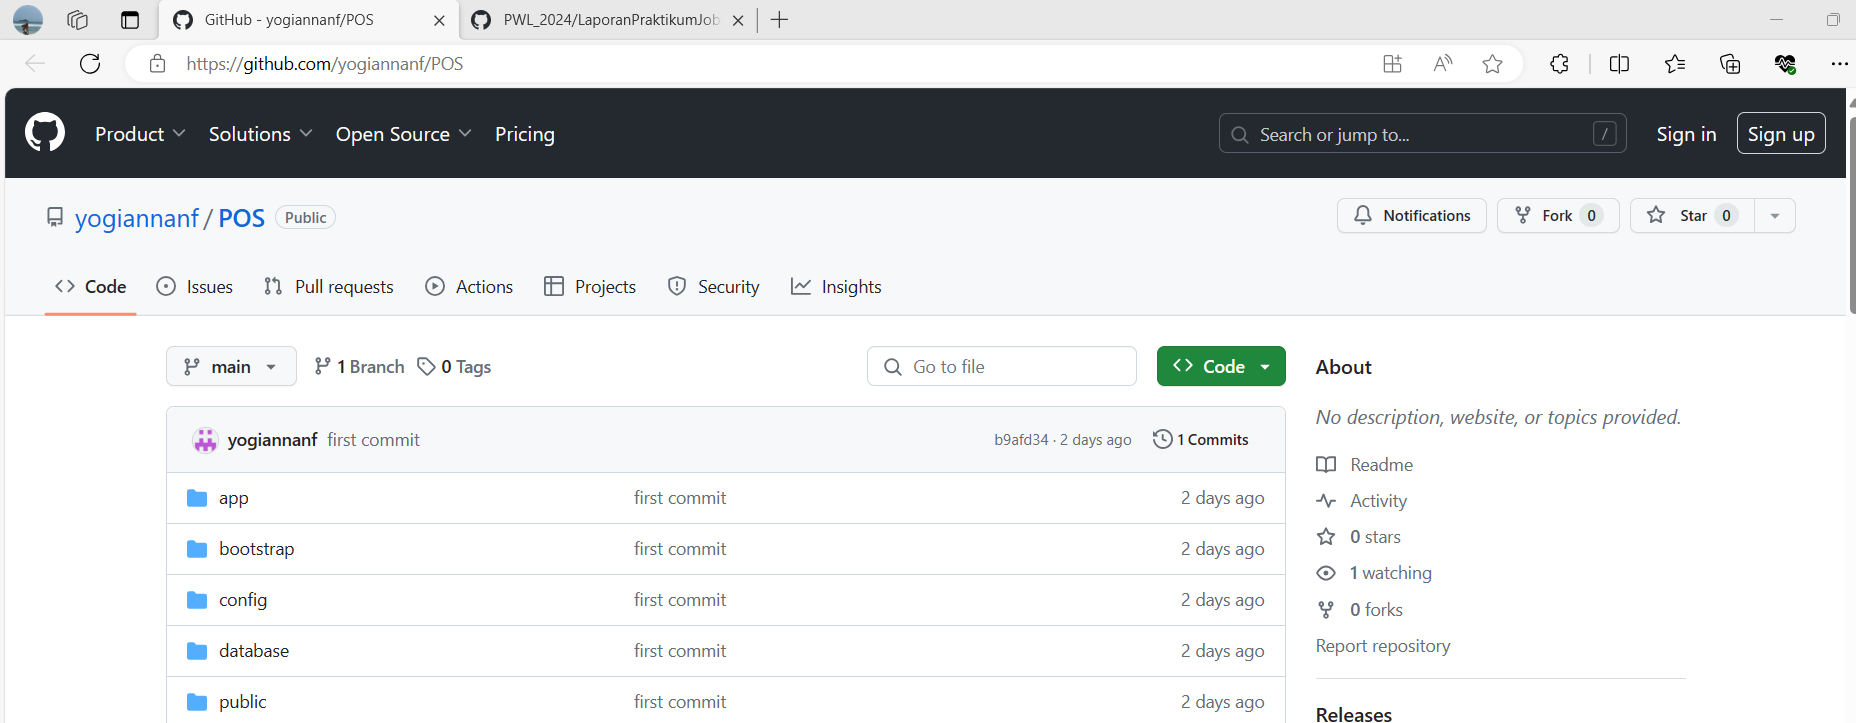 GitHub - yogiannanf/POS
PWL_2024/LaporanPraktikumJob
https://github.com/yogiannanf/POS
Product Solutions Open Source Pricing Search or jump to... / Sign in Sign up
yogiannanf / POS Public Notifications Fork 0 Star 0
Code Issues Pull requests Actions Projects Security Insights
main 1 Branch 0 Tags Go to file Code
About
No description, website, or topics provided.
yogiannanf first commit b9afd34 · 2 days ago 1 Commits
Readme
app first commit 2 days ago
Activity
0 stars
bootstrap first commit 2 days ago
1 watching
config first commit 2 days ago
0 forks
database first commit 2 days ago
Report repository
public first commit 2 days ago
Releases